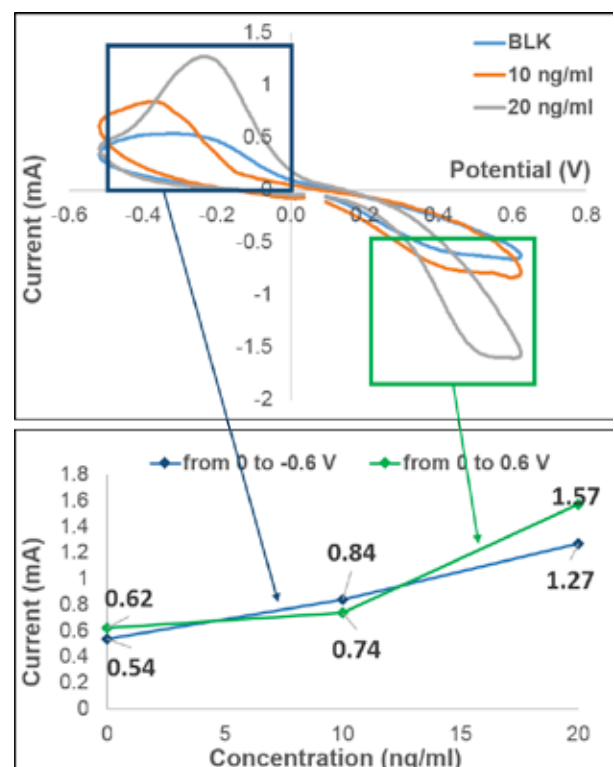 1.5
BLK
10 ng/ml
20 ng/ml
1
0.5
Potential (V)
0
-0.6 -0.4 -0.2 0.0 0.2 0.4 0.6 0.8
-0.5
-1
-1.5
-2
Current (mA)
from 0 to -0.6 V from 0 to 0.6 V
1.8
1.6
1.4
1.2
1
0.8
0.6
0.4
0.2
0
Current (mA)
1.57
0.84
1.27
0.62
0.74
0.54
0 5 10 15 20
Concentration (ng/ml)